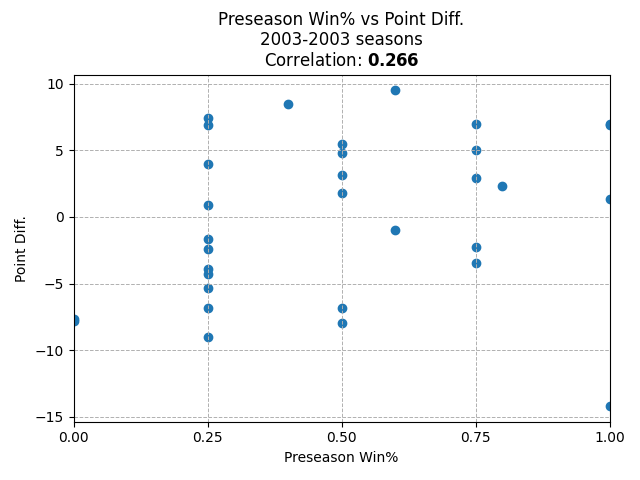 Preseason Win% vs Point Diff.
2003-2003 seasons
Correlation: 0.266
10
5
0
−5
−10
−15
Point Diff.
0.00 0.25 0.50 0.75 1.00
Preseason Win%